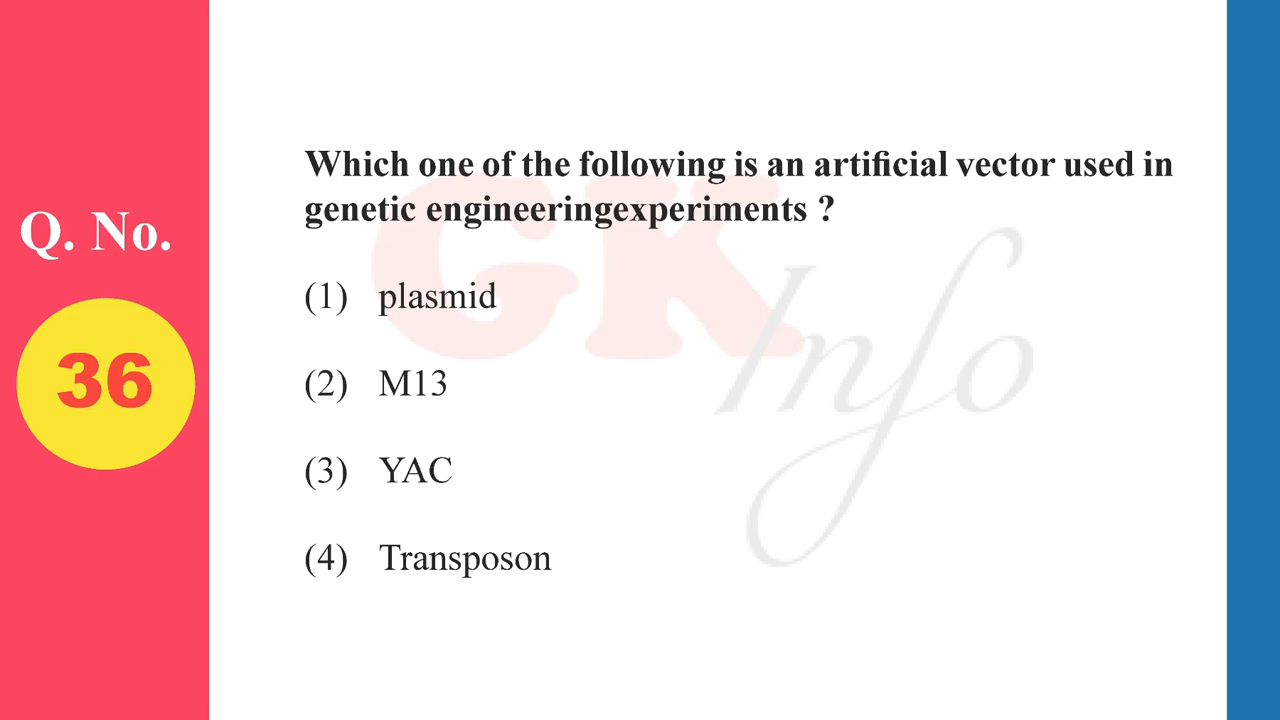 Q. No.
36
Which one of the following is an artificial vector used in
genetic engineeringexperiments ?
(1) plasmid
(2) M13
(3) YAC
(4) Transposon
GK
Info